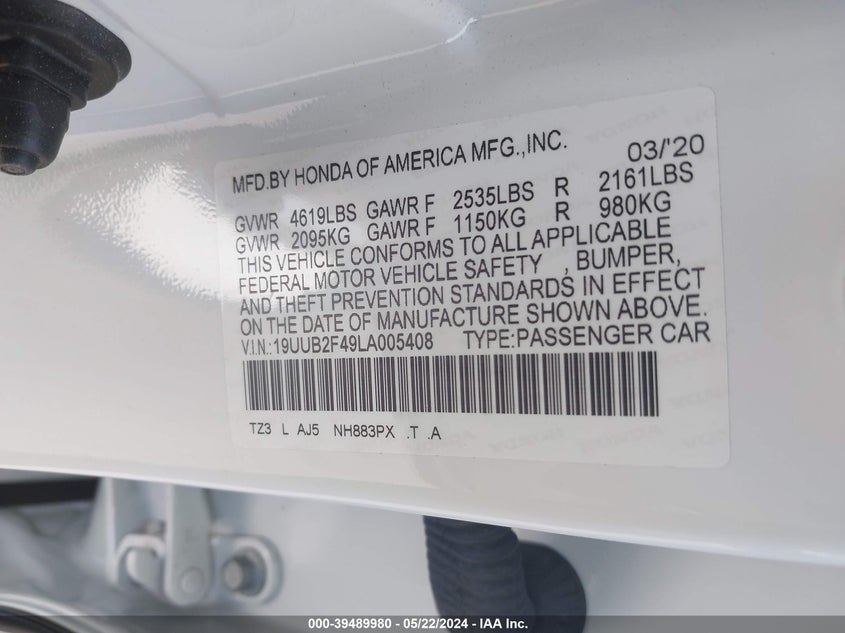 MFD.BY HONDA OF AMERICA MFG.,INC. 03/'20
GVWR 4619LBS GAWR F 2535LBS R 2161LBS
GVWR 2095KG GAWR F 1150KG R 980KG
THIS VEHICLE CONFORMS TO ALL APPLICABLE
FEDERAL MOTOR VEHICLE SAFETY , BUMPER,
AND THEFT PREVENTION STANDARDS IN EFFECT
ON THE DATE OF MANUFACTURE SHOWN ABOVE.
V.I.N.:19UUB2F49LA005408 TYPE:PASSENGER CAR
TZ3 L AJ5 NH883PX .T .A
000-39489980 / 05/22/2024 - IAA Inc.